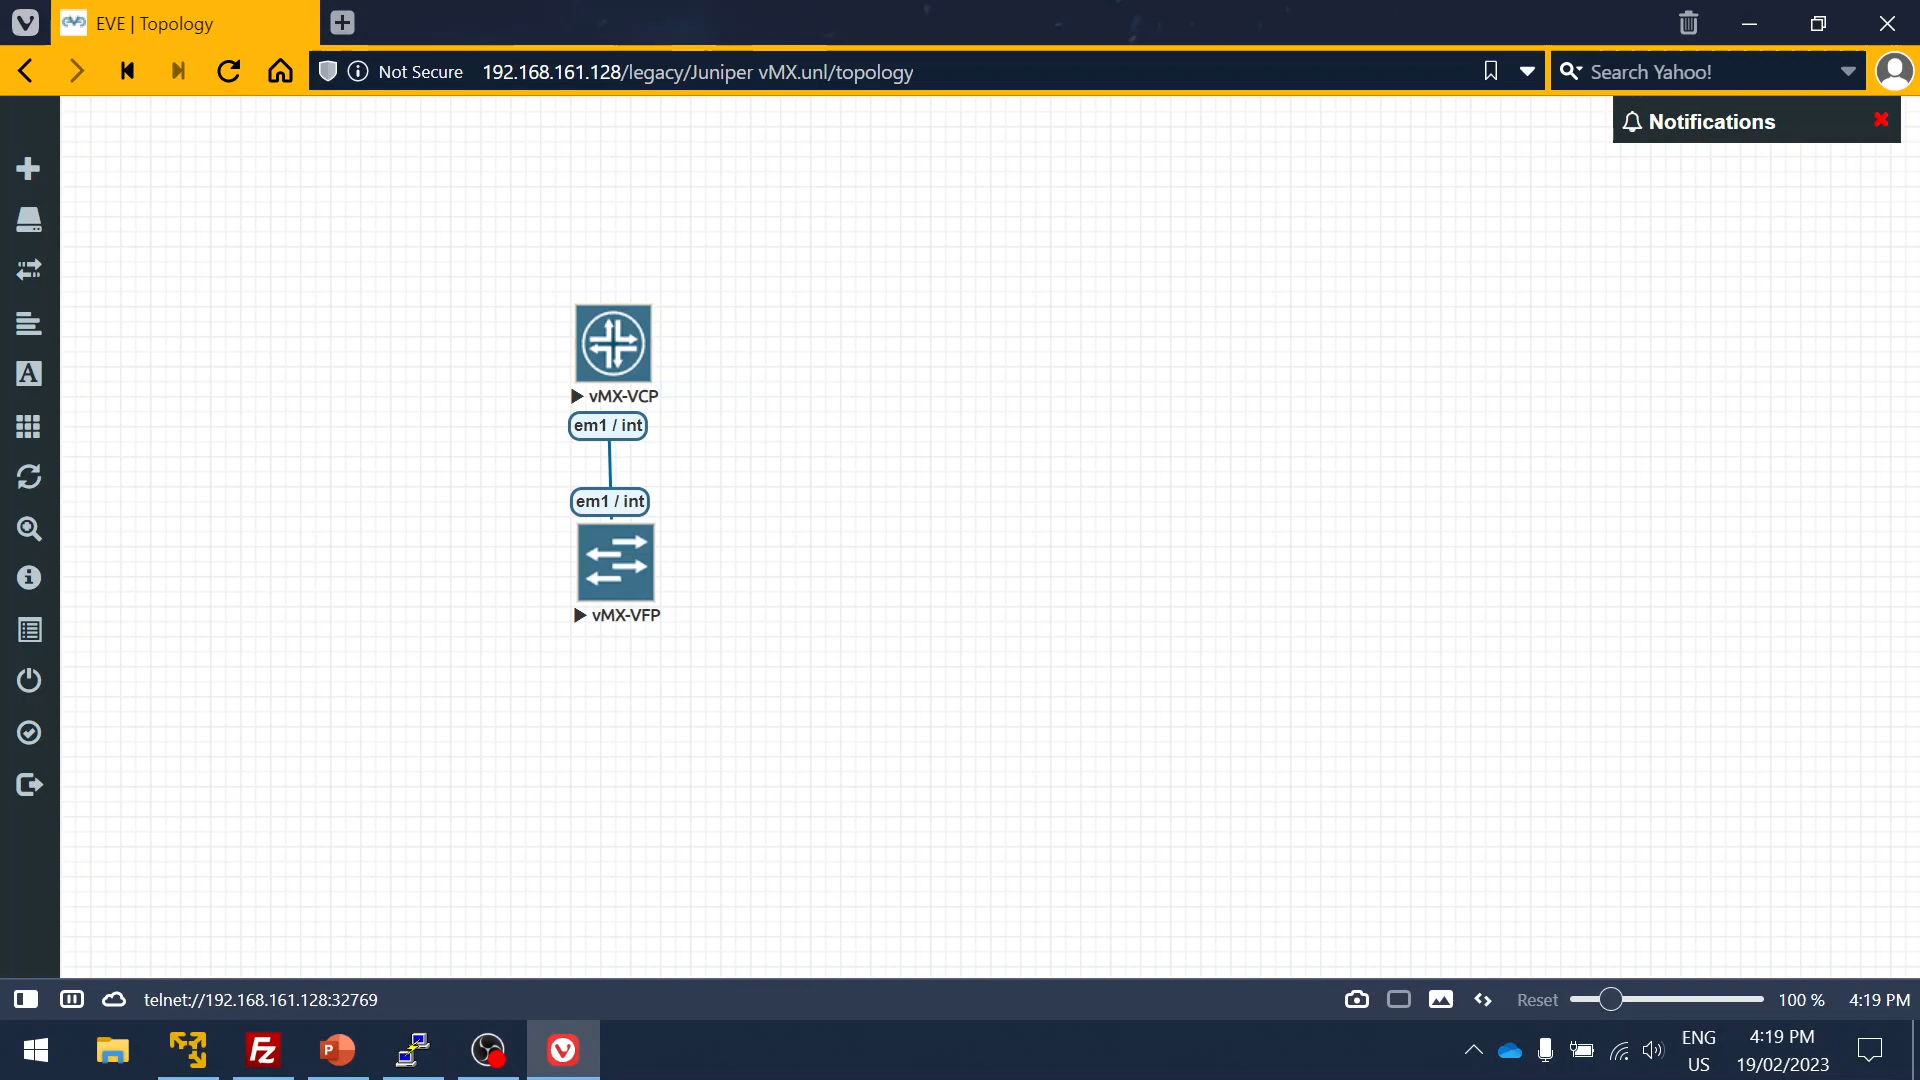 EVE | Topology
Not Secure
192.168.161.128/legacy/Juniper vMX.unl/topology
Search Yahoo!
Notifications
A
vMX-VCP
em1 / int
em1 / int
vMX-VFP
telnet://192.168.161.128:32769
Reset
100 %
4:19 PM
Fz
P
ENG
US
4:19 PM
19/02/2023